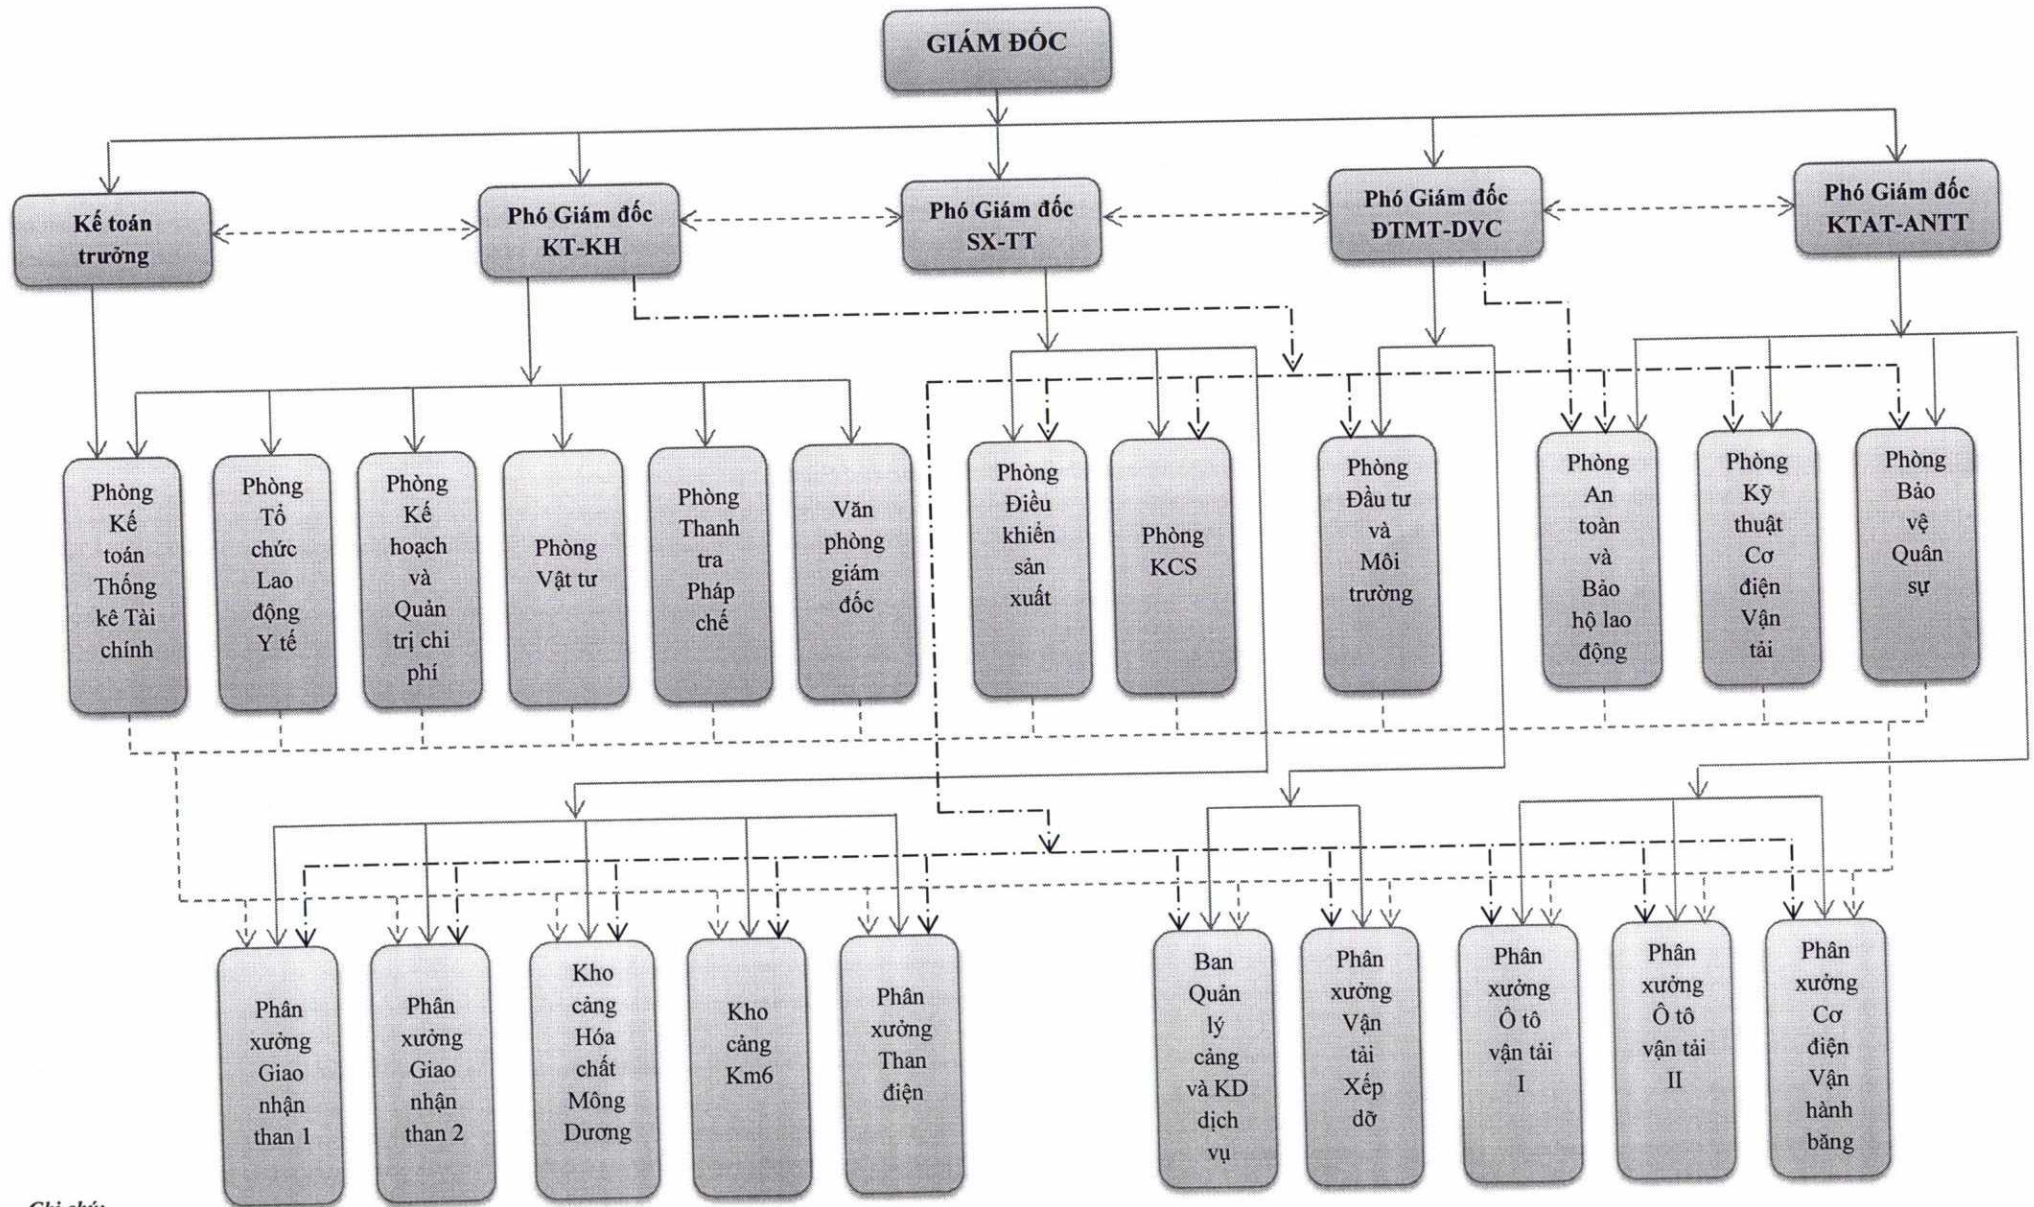 GIÁM ĐỐC
Kế toán
trưởng
Phó Giám đốc
KT-KH
Phó Giám đốc
SX-TT
Phó Giám đốc
ĐTMT-DVC
Phó Giám đốc
KTAT-ANTT
Phòng
Kế
toán
Thống
kê Tài
chính
Phòng
Tổ
chức
Lao
động
Y tế
Phòng
Kế
hoạch
và
Quản
trị chi
phí
Phòng
Vật tư
Phòng
Thanh
tra
Pháp
chế
Văn
phòng
giám
đốc
Phòng
Điều
khiển
sản
xuất
Phòng
KCS
Phòng
Đầu tư
và
Môi
trường
Phòng
An
toàn
và
Bảo
hộ lao
động
Phòng
Kỹ
thuật
Cơ
điện
Vận
tải
Phòng
Bảo
vệ
Quân
sự
Phân
xưởng
Giao
nhận
than 1
Phân
xưởng
Giao
nhận
than 2
Kho
cảng
Hóa
chất
Mông
Dương
Kho
cảng
Km6
Phân
xưởng
Than
điện
Ban
Quản
lý
cảng
và KD
dịch
vụ
Phân
xưởng
Vận
tải
Xếp
dỡ
Phân
xưởng
Ô tô
vận tải
I
Phân
xưởng
Ô tô
vận tải
II
Phân
xưởng
Cơ
điện
Vận
hành
băng